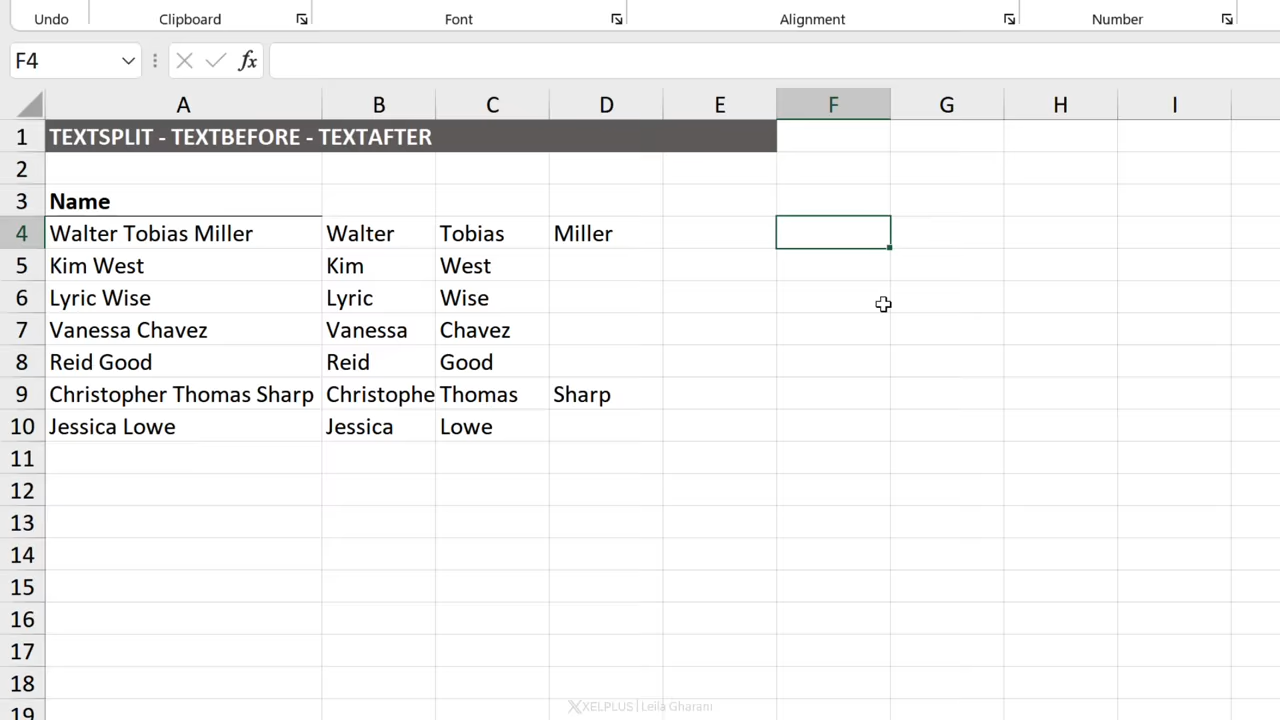 Undo Clipboard Font Alignment Number
F4 fx
A B C D E F G H I
1 TEXTSPLIT - TEXTBEFORE - TEXTAFTER
2
3 Name
4 Walter Tobias Miller Walter Tobias Miller
5 Kim West Kim West
6 Lyric Wise Lyric Wise
7 Vanessa Chavez Vanessa Chavez
8 Reid Good Reid Good
9 Christopher Thomas Sharp Christophe Thomas Sharp
10 Jessica Lowe Jessica Lowe
11
12
13
14
15
16
17
18
19
XELPLUS | Leila Gharani